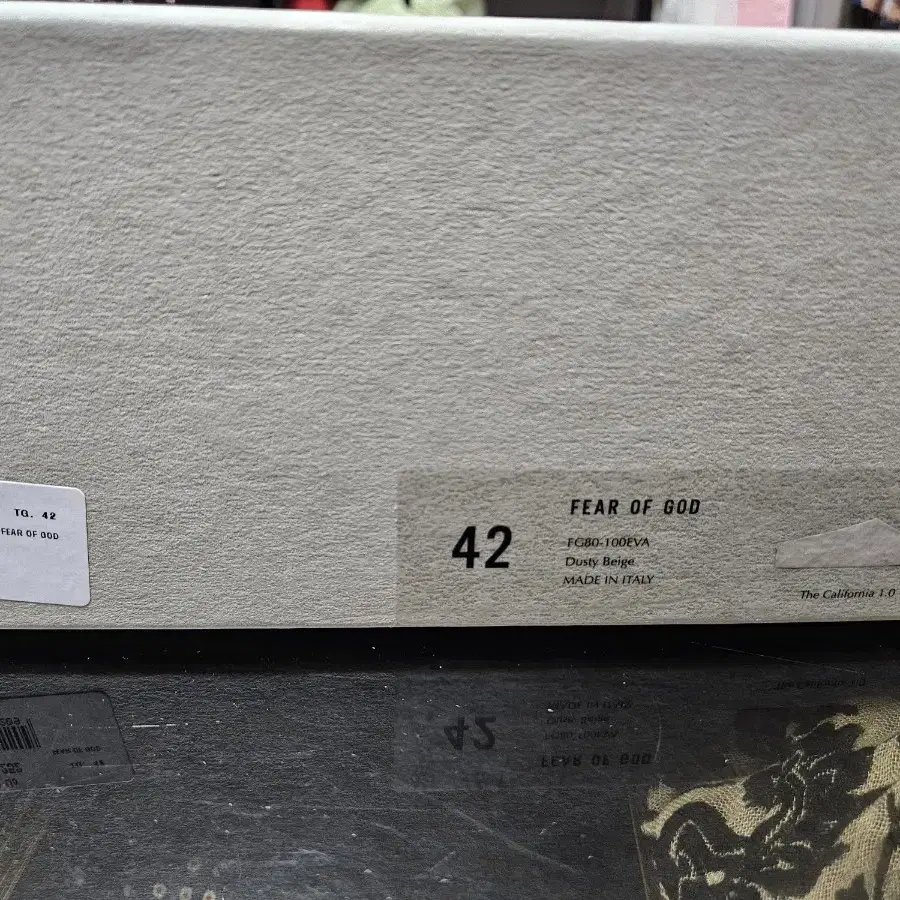 TG. 42
FEAR OF GOD
42
FEAR OF GOD
FG80-100EVA
Dusty Beige
MADE IN ITALY
The California 1.0